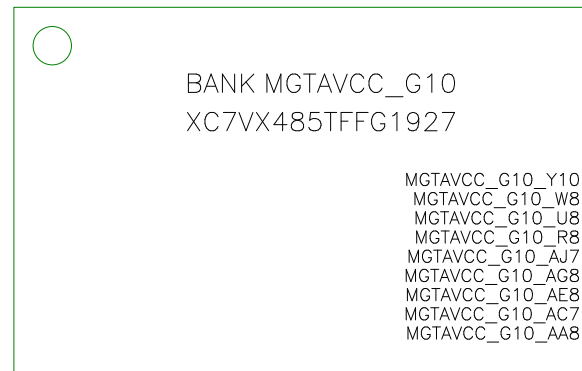 BANK MGTAVCC_G10
XC7VX485TFFG1927
MGTAVCC_G10_Y10
MGTAVCC_G10_W8
MGTAVCC_G10_U8
MGTAVCC_G10_R8
MGTAVCC_G10_AJ7
MGTAVCC_G10_AG8
MGTAVCC_G10_AE8
MGTAVCC_G10_AC7
MGTAVCC_G10_AA8